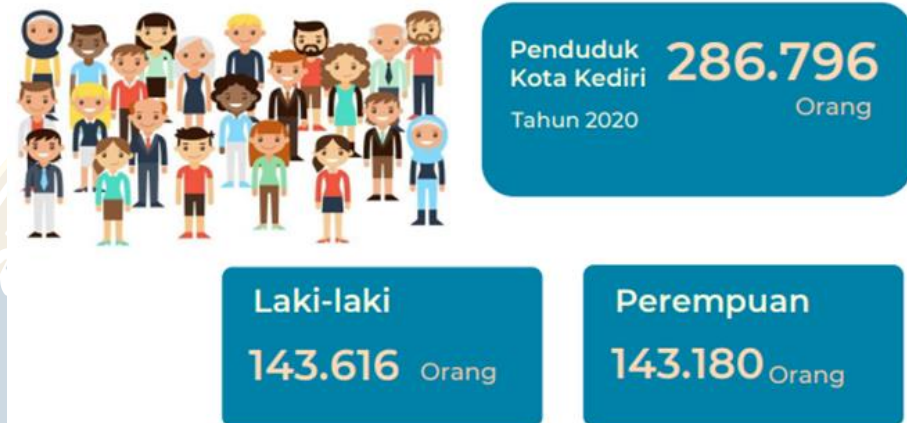 Penduduk
Kota Kediri
286.796
Orang
Tahun 2020
Laki-laki
143.616 Orang
Perempuan
143.180 Orang